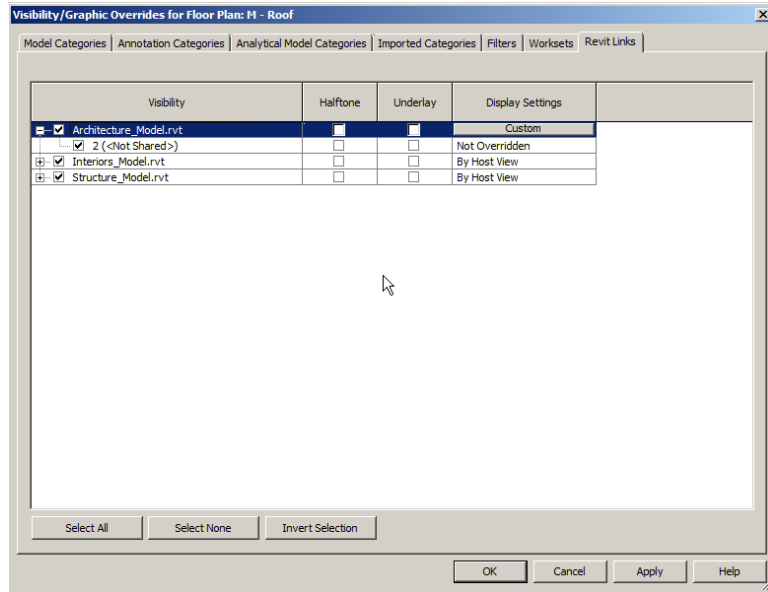 Visibility/Graphic Overrides for Floor Plan: M - Roof
Model Categories Annotation Categories Analytical Model Categories Imported Categories Filters Worksets Revit Links
Visibility Halftone Underlay Display Settings
Architecture_Model.rvt Custom
2 (<Not Shared>) Not Overridden
Interiors_Model.rvt By Host View
Structure_Model.rvt By Host View
Select All Select None Invert Selection
OK Cancel Apply Help